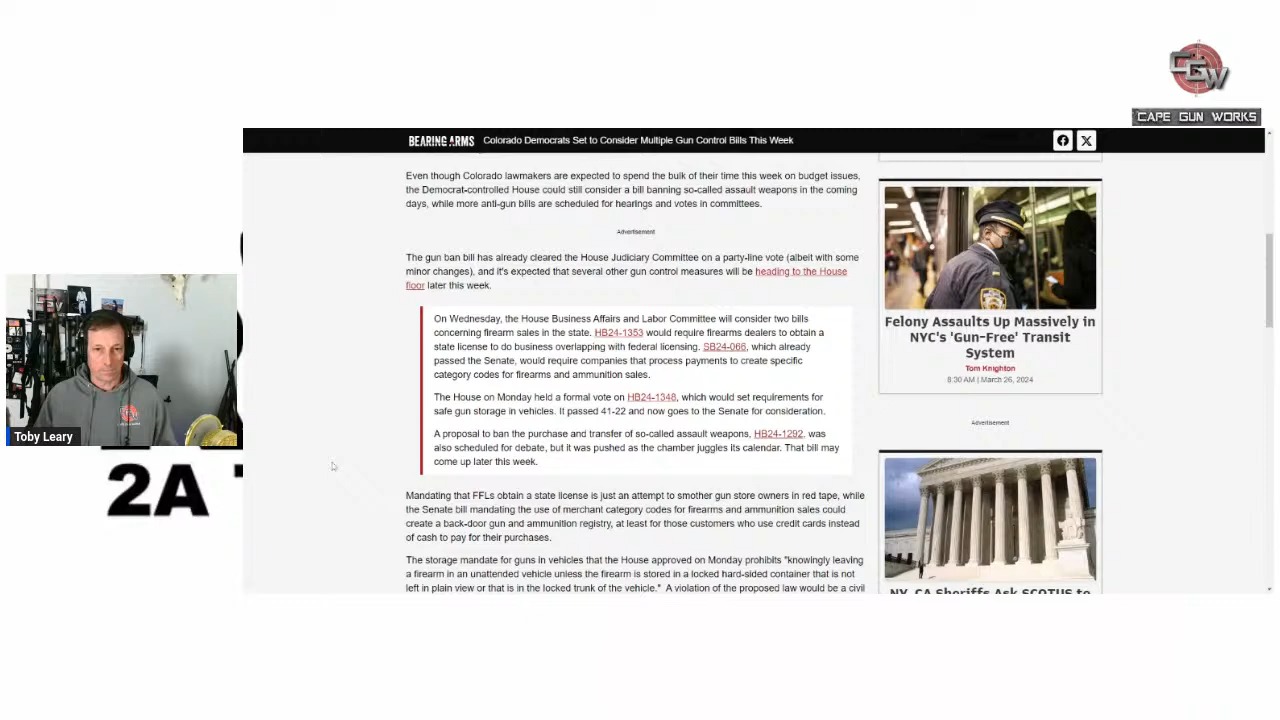 CGW
CAPE GUN WORKS
BEARING ARMS Colorado Democrats Set to Consider Multiple Gun Control Bills This Week
Even though Colorado lawmakers are expected to spend the bulk of their time this week on budget issues,
the Democrat-controlled House could still consider a bill banning so-called assault weapons in the coming
days, while more anti-gun bills are scheduled for hearings and votes in committees.
Advertisement
The gun ban bill has already cleared the House Judiciary Committee on a party-line vote (albeit with some
minor changes), and it's expected that several other gun control measures will be heading to the House
floor later this week.
On Wednesday, the House Business Affairs and Labor Committee will consider two bills
concerning firearm sales in the state. HB24-1353 would require firearms dealers to obtain a
state license to do business overlapping with federal licensing. SB24-066, which already
passed the Senate, would require companies that process payments to create specific
category codes for firearms and ammunition sales.
The House on Monday held a formal vote on HB24-1348, which would set requirements for
safe gun storage in vehicles. It passed 41-22 and now goes to the Senate for consideration.
A proposal to ban the purchase and transfer of so-called assault weapons, HB24-1292, was
also scheduled for debate, but it was pushed as the chamber juggles its calendar. That bill may
come up later this week.
Mandating that FFLs obtain a state license is just an attempt to smother gun store owners in red tape, while
the Senate bill mandating the use of merchant category codes for firearms and ammunition sales could
create a back-door gun and ammunition registry, at least for those customers who use credit cards instead
of cash to pay for their purchases.
The storage mandate for guns in vehicles that the House approved on Monday prohibits "knowingly leaving
a firearm in an unattended vehicle unless the firearm is stored in a locked hard-sided container that is not
left in plain view or that is in the locked trunk of the vehicle." A violation of the proposed law would be a civil
Felony Assaults Up Massively in
NYC's 'Gun-Free' Transit
System
Tom Knighton
8:30 AM | March 26, 2024
Advertisement
NY, CA Sheriffs Ask SCOTUS to
Toby Leary
2A